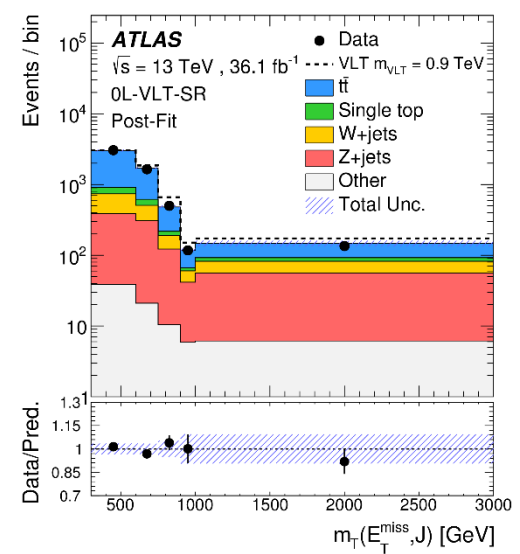 Events / bin
10⁵
10⁴
10³
10²
10
1
ATLAS
√s = 13 TeV , 36.1 fb⁻¹
0L-VLT-SR
Post-Fit
Data
VLT m_VLT = 0.9 TeV
tt̄
Single top
W+jets
Z+jets
Other
Total Unc.
Data/Pred.
1.3
1.15
1
0.85
0.7
500 1000 1500 2000 2500 3000
m_T(E_T^miss,J) [GeV]